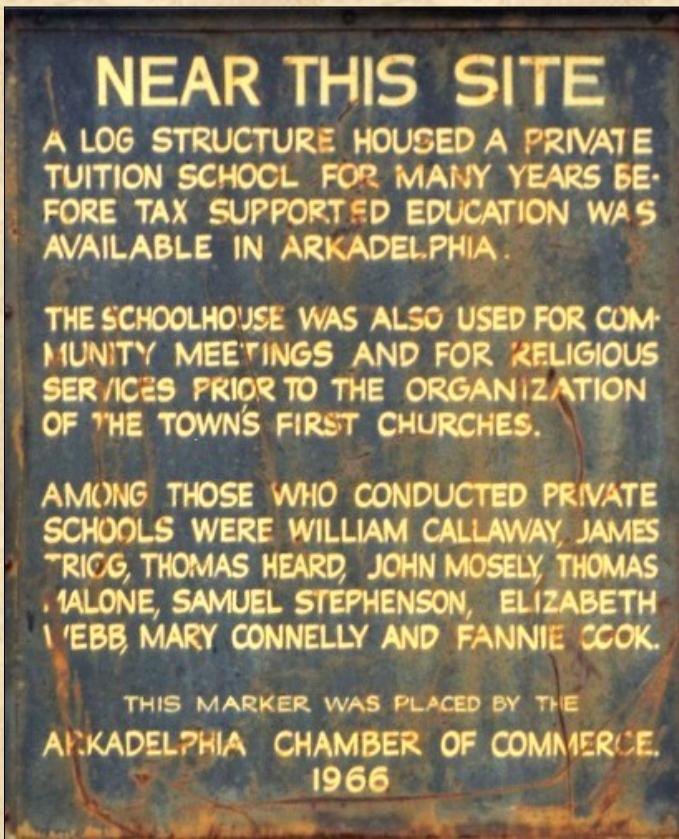 NEAR THIS SITE
A LOG STRUCTURE HOUSED A PRIVATE
TUITION SCHOOL FOR MANY YEARS BE-
FORE TAX SUPPORTED EDUCATION WAS
AVAILABLE IN ARKADELPHIA.
THE SCHOOLHOUSE WAS ALSO USED FOR COM-
MUNITY MEETINGS AND FOR RELIGIOUS
SERVICES PRIOR TO THE ORGANIZATION
OF THE TOWN'S FIRST CHURCHES.
AMONG THOSE WHO CONDUCTED PRIVATE
SCHOOLS WERE WILLIAM CALLAWAY, JAMES
TRIGG, THOMAS HEARD, JOHN MOSELY, THOMAS
MALONE, SAMUEL STEPHENSON, ELIZABETH
WEBB, MARY CONNELLY AND FANNIE COOK.
THIS MARKER WAS PLACED BY THE
ARKADELPHIA CHAMBER OF COMMERCE.
1966